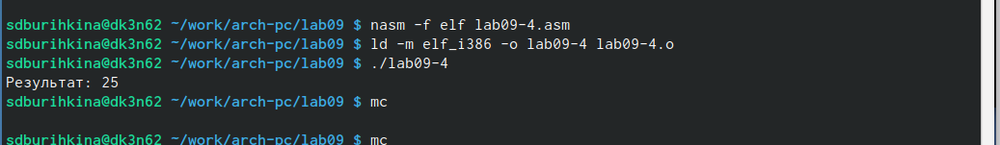 sdburihkina@dk3n62 ~/work/arch-pc/lab09 $ nasm -f elf lab09-4.asm
sdburihkina@dk3n62 ~/work/arch-pc/lab09 $ ld -m elf_i386 -o lab09-4 lab09-4.o
sdburihkina@dk3n62 ~/work/arch-pc/lab09 $ ./lab09-4
Результат: 25
sdburihkina@dk3n62 ~/work/arch-pc/lab09 $ mc
sdburihkina@dk3n62 ~/work/arch-pc/lab09 $ mc